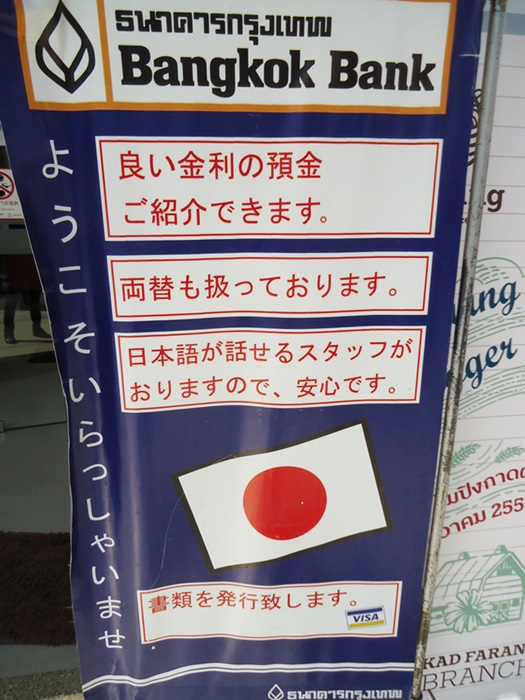 ธนาคารกรุงเทพ
Bangkok Bank
ようこそいらっしゃいませ
良い金利の預金
ご紹介できます。
両替も扱っております。
日本語が話せるスタッフが
おりますので、安心です。
書類を発行致します。
VISA
ธนาคารกรุงเทพ
KAD FARAN
BRANCH